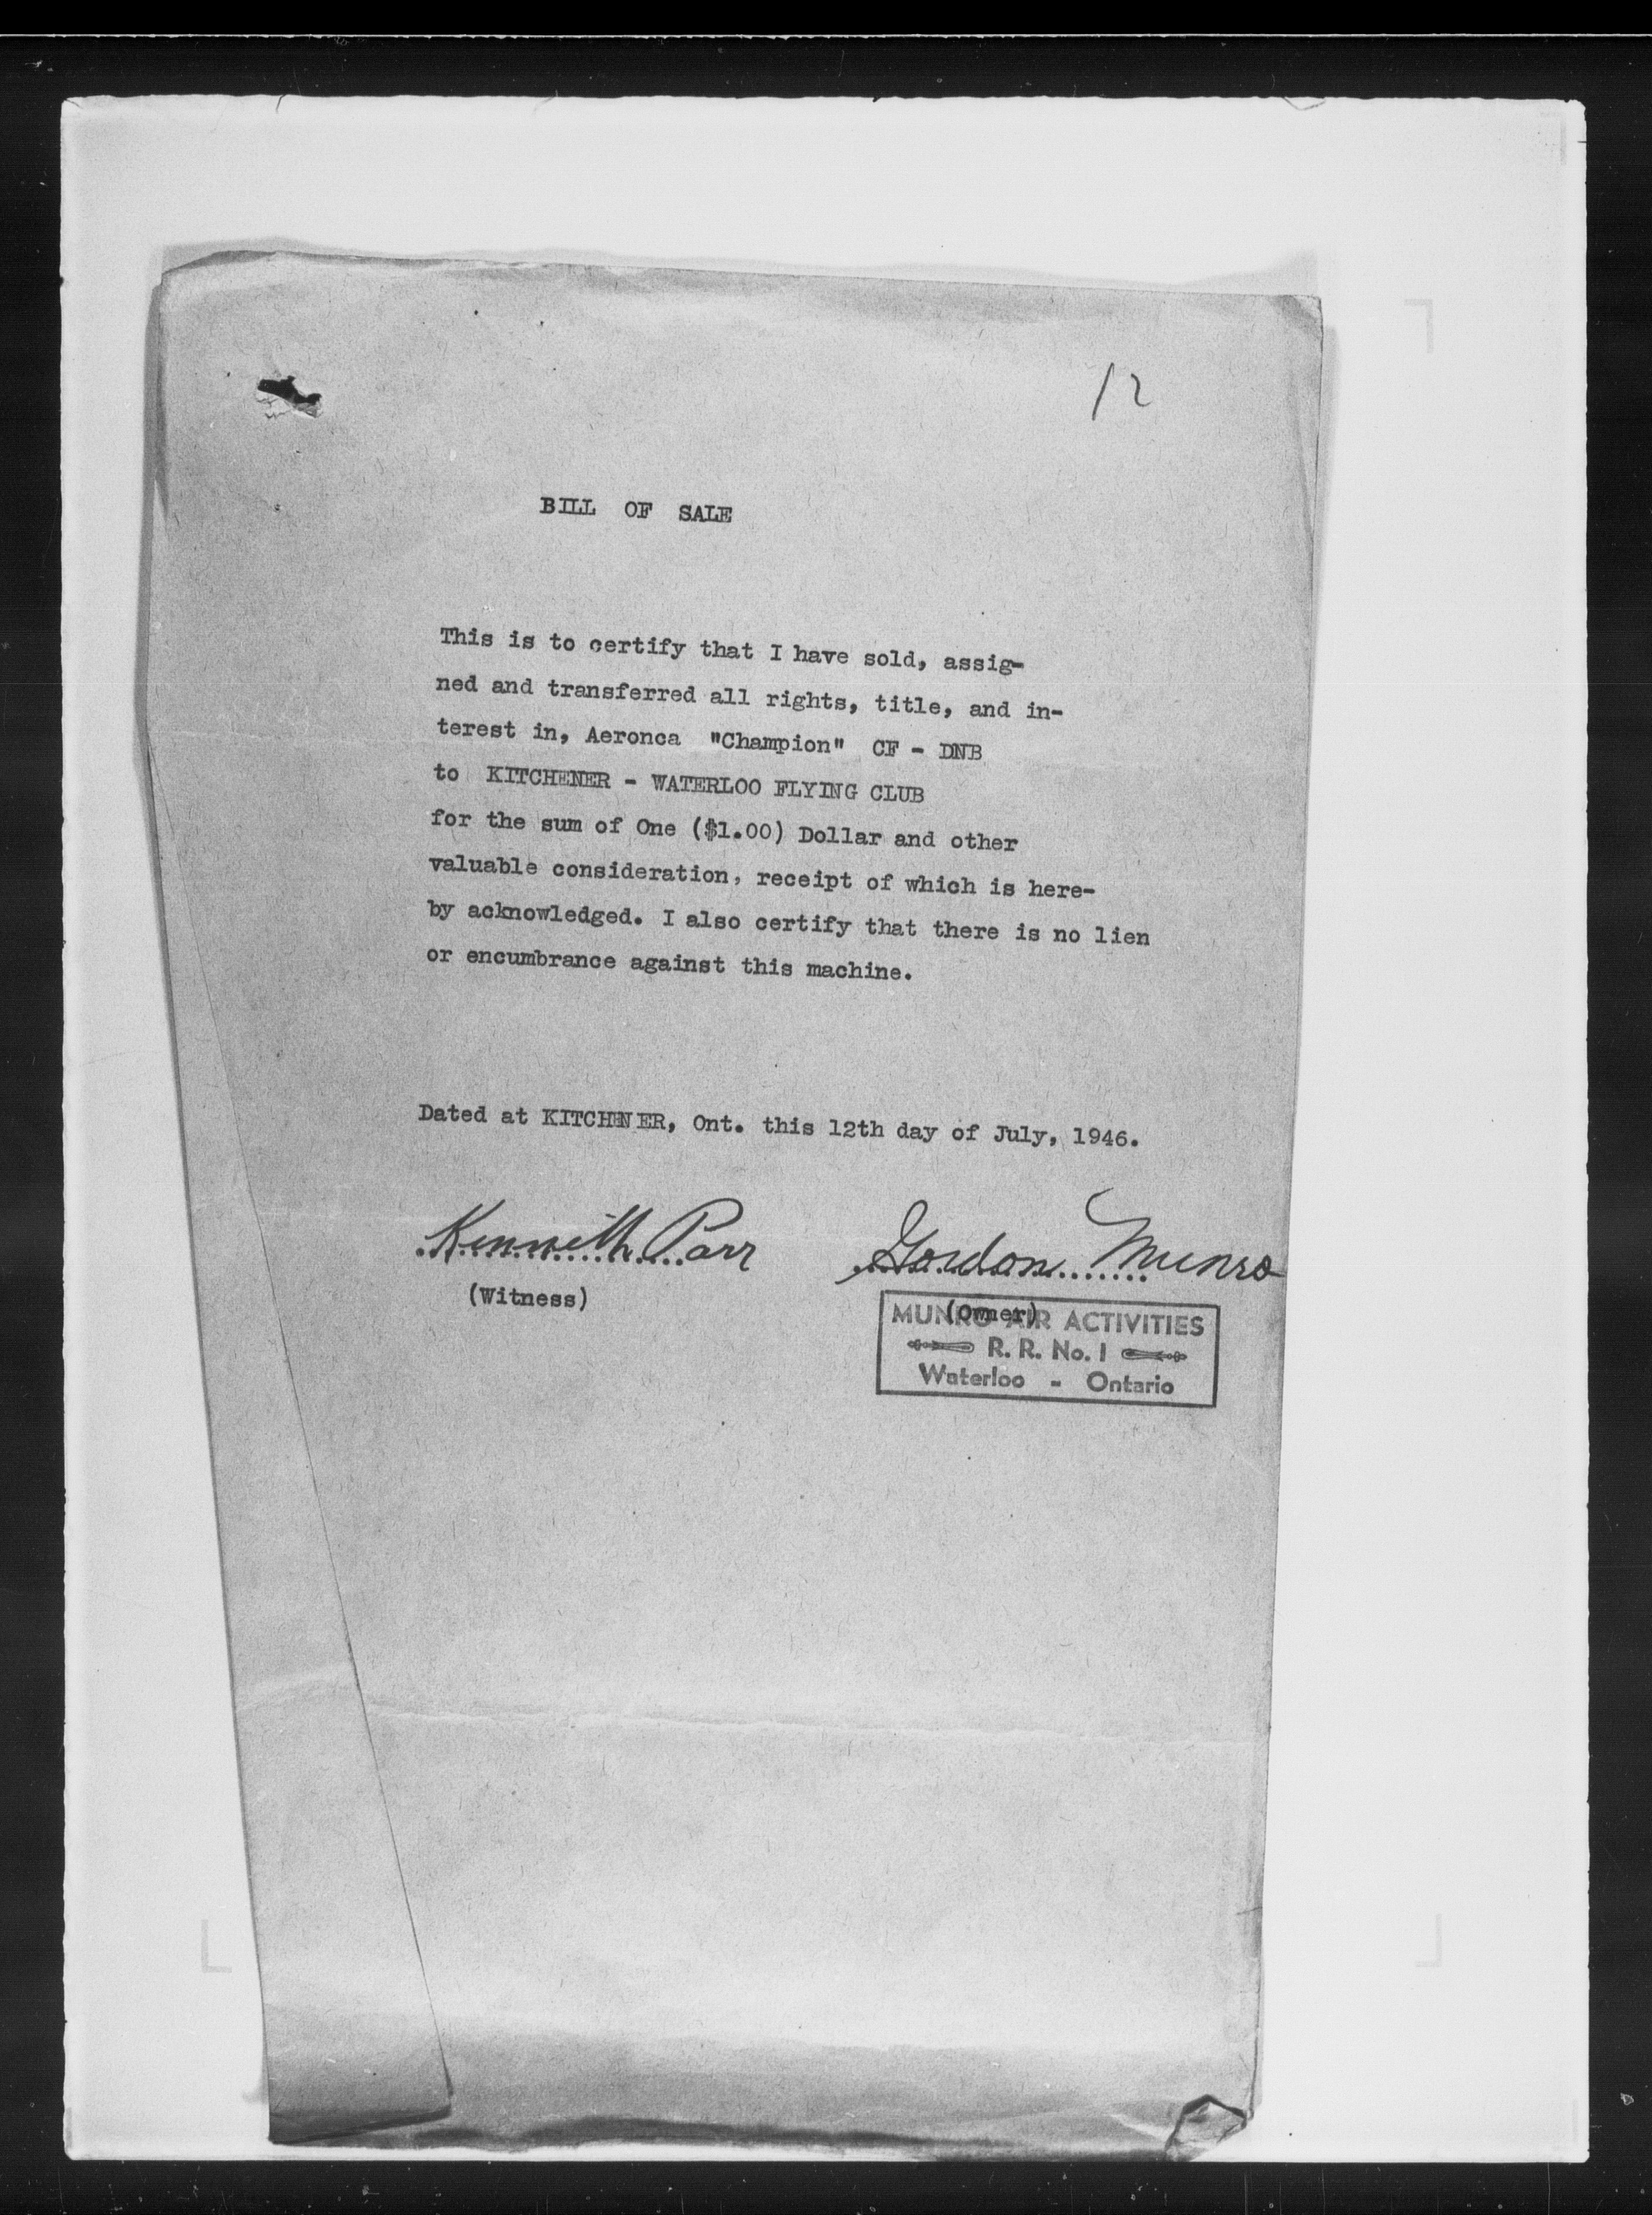 12
BILL OF SALE
This is to certify that I have sold, assig-
ned and transferred all rights, title, and in-
terest in, Aeronca "Champion" CF - DNB
to KITCHENER - WATERLOO FLYING CLUB
for the sum of One ($1.00) Dollar and other
valuable consideration, receipt of which is here-
by acknowledged. I also certify that there is no lien
or encumbrance against this machine.
Dated at KITCHENER, Ont. this 12th day of July, 1946.
Kenneth Parr Gordon Munro
(Witness) (Owner)
MUNRO AIR ACTIVITIES
R. R. No. 1
Waterloo - Ontario